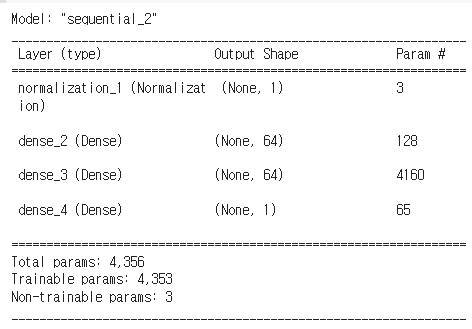 Model: "sequential_2"
_________________________________________________________________
Layer (type)                Output Shape              Param #
=================================================================
normalization_1 (Normalizat  (None, 1)                3
ion)
dense_2 (Dense)             (None, 64)                128
dense_3 (Dense)             (None, 64)                4160
dense_4 (Dense)             (None, 1)                 65
=================================================================
Total params: 4,356
Trainable params: 4,353
Non-trainable params: 3
_________________________________________________________________